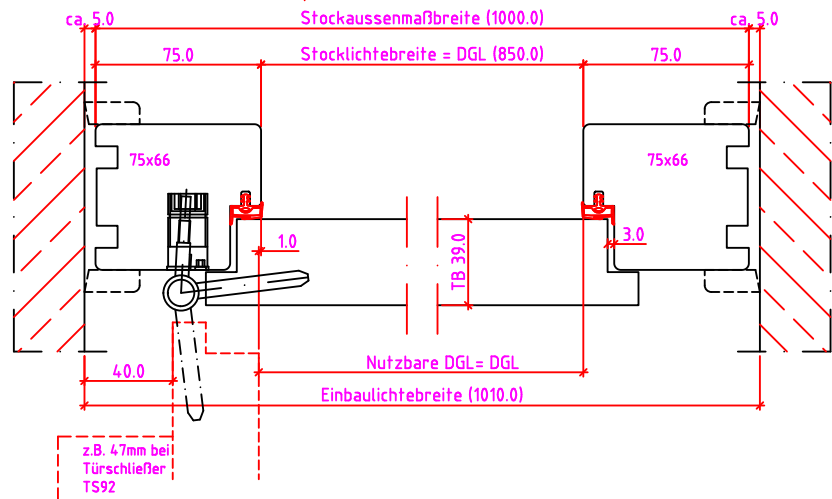 ca. 5.0
Stockaussenmaßbreite (1000.0)
ca. 5.0
75.0
Stocklichtebreite = DGL (850.0)
75.0
75x66
75x66
1.0
TB 39.0
3.0
40.0
Nutzbare DGL= DGL
Einbaulichtebreite (1010.0)
z.B. 47mm bei
Türschließer
TS92